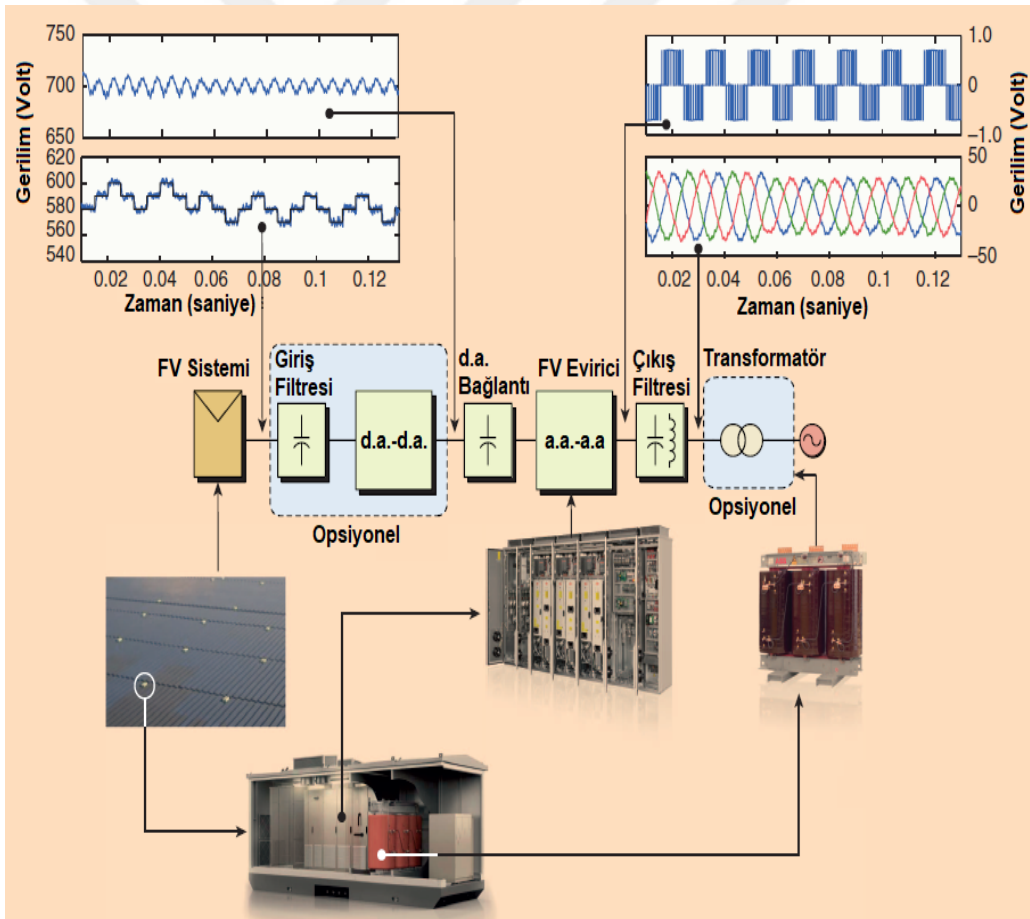 750
700
650
620
600
580
560
540
Gerilim (Volt)
0.02 0.04 0.06 0.08 0.1 0.12
Zaman (saniye)
1.0
0
-1.0
50
0
-50
Gerilim (Volt)
0.02 0.04 0.06 0.08 0.1 0.12
Zaman (saniye)
FV Sistemi
Giriş
Filtresi
d.a.-d.a.
Opsiyonel
d.a.
Bağlantı
FV Evirici
a.a.-a.a
Çıkış
Filtresi
Transformatör
Opsiyonel